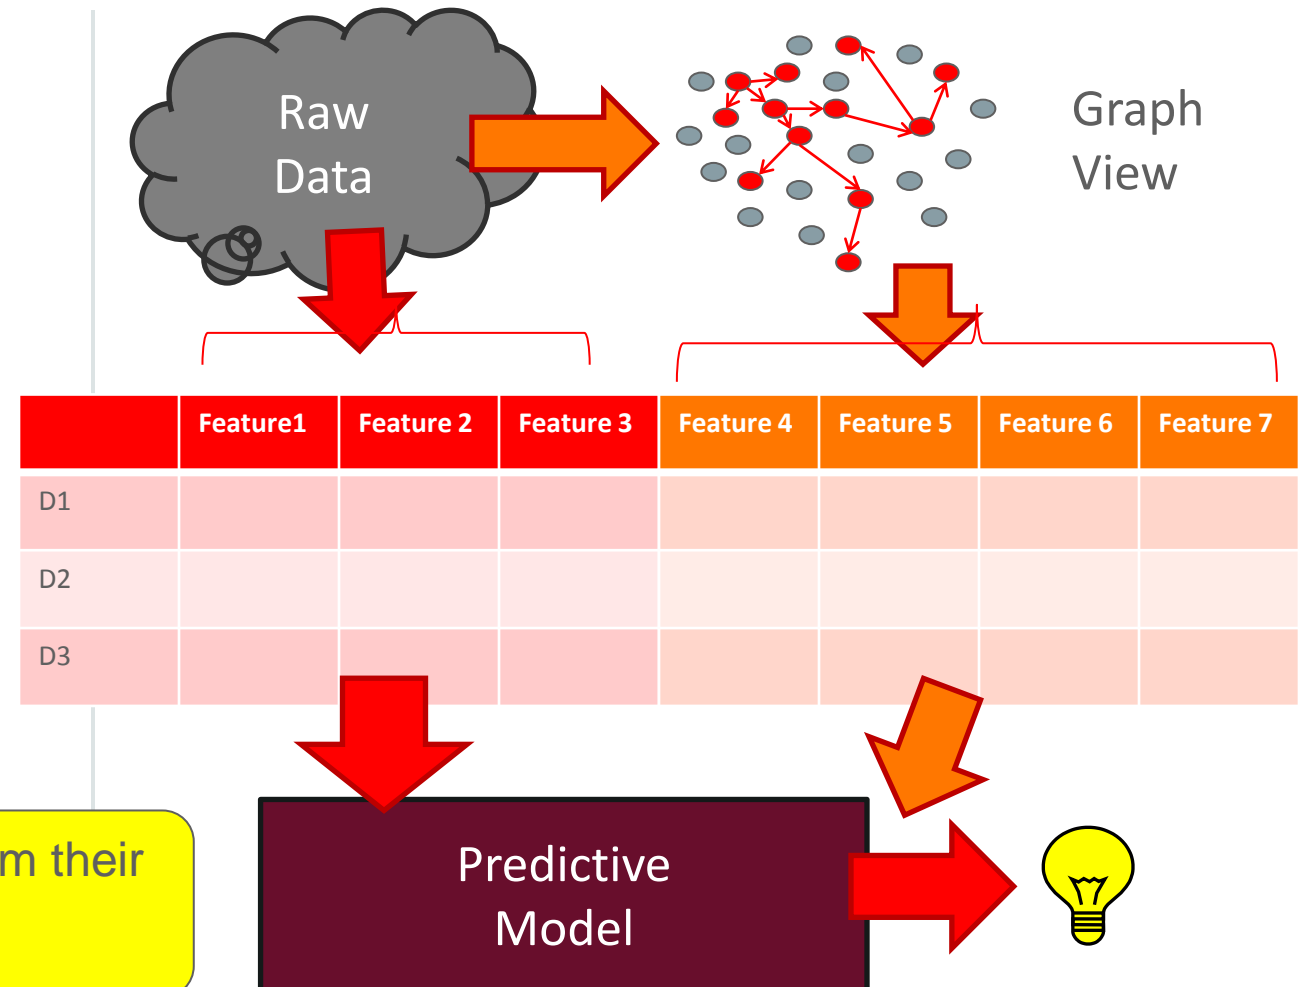 Raw
Data
Graph
View
Feature1 Feature 2 Feature 3 Feature 4 Feature 5 Feature 6 Feature 7
D1
D2
D3
m their
Predictive
Model